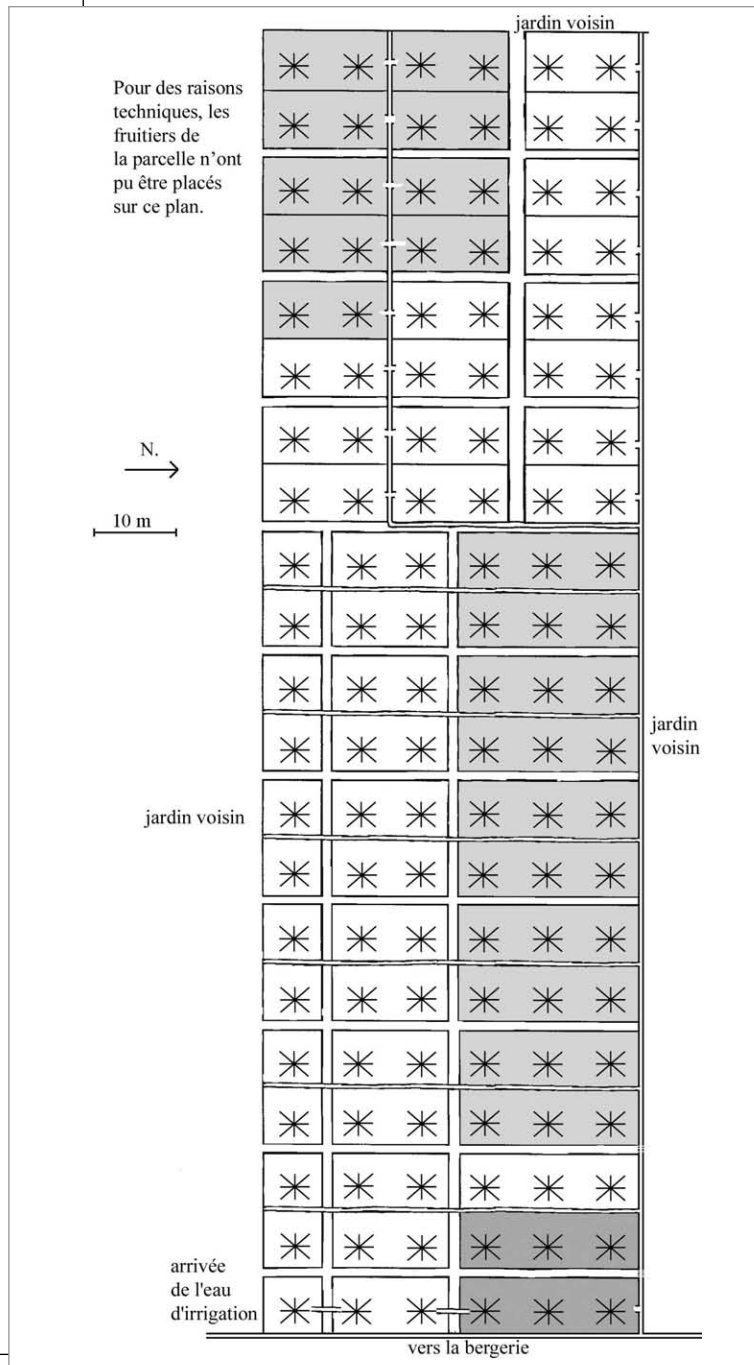 jardin voisin
Pour des raisons
techniques, les
fruitiers de
la parcelle n’ont
pu être placés
sur ce plan.
N.
10 m
jardin
voisin
jardin voisin
arrivée
de l'eau
d'irrigation
vers la bergerie